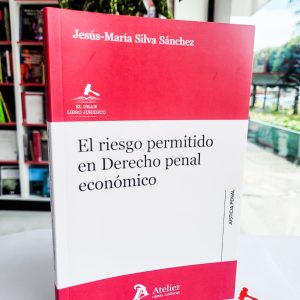 Jesús-María Silva Sánchez
EL GRAN
LIBRO JURÍDICO
El riesgo permitido
en Derecho penal
económico
JUSTICIA PENAL
Atelier
LIBROS JURÍDICOS